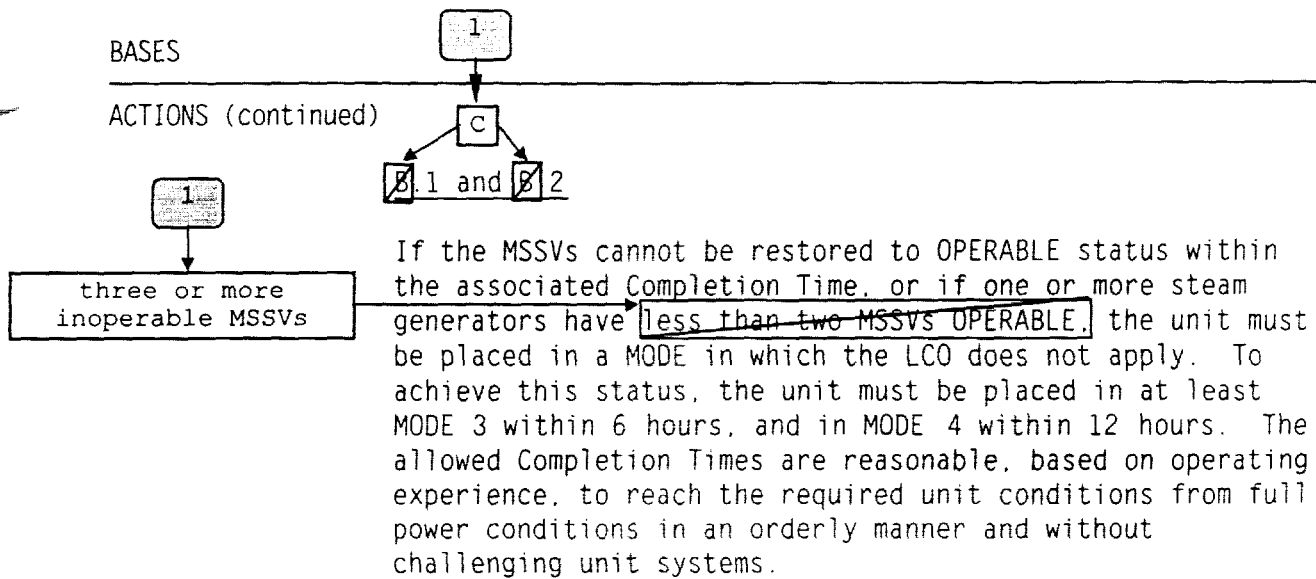 1
BASES
ACTIONS (continued)
C
B.1 and B 2
1
three or more
inoperable MSSVs
If the MSSVs cannot be restored to OPERABLE status within
the associated Completion Time, or if one or more steam
generators have less than two MSSVs OPERABLE, the unit must
be placed in a MODE in which the LCO does not apply. To
achieve this status, the unit must be placed in at least
MODE 3 within 6 hours, and in MODE 4 within 12 hours. The
allowed Completion Times are reasonable, based on operating
experience, to reach the required unit conditions from full
power conditions in an orderly manner and without
challenging unit systems.